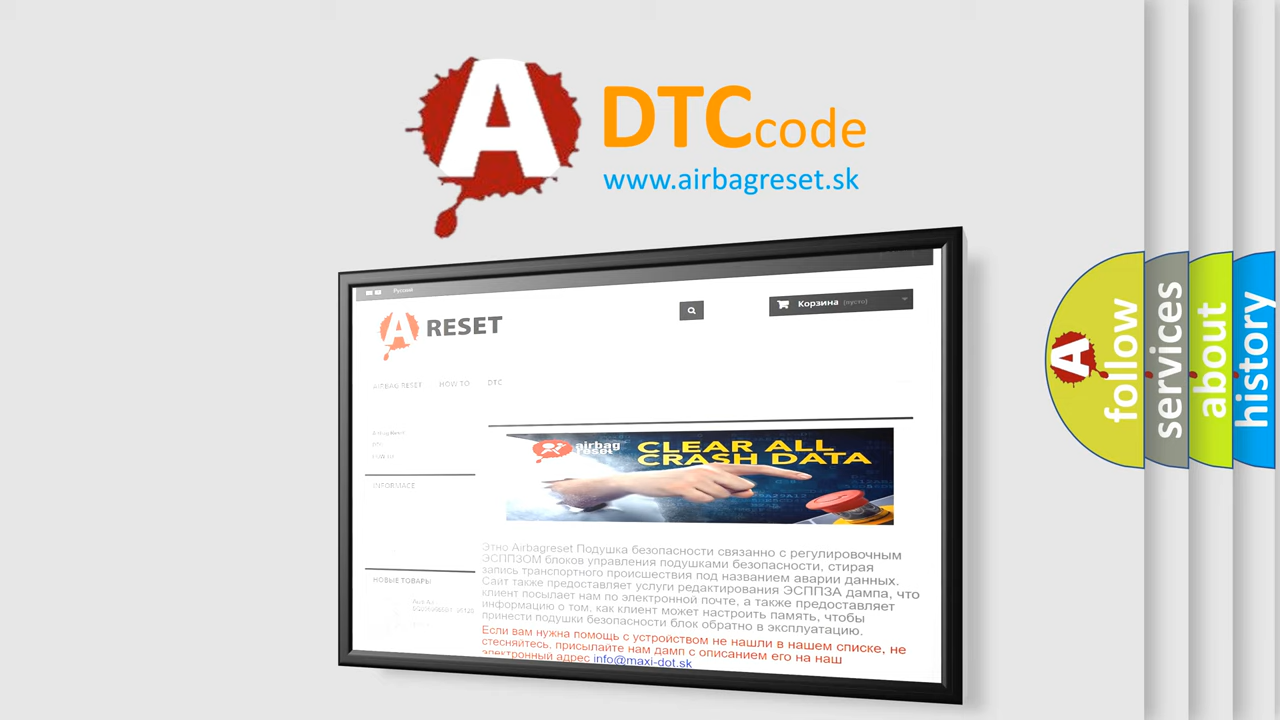 A
DTCcode
www.airbagreset.sk
Русский
A RESET
Корзина (пусто)
AIRBAG RESET HOW TO DTC
INFORMACE
НОВЫЕ ТОВАРЫ
airbag
reset
CLEAR ALL
CRASH DATA
Этно Airbagreset Подушка безопасности связанно с регулировочным
ЭСППЗОМ блоков управления подушками безопасности, стирая
запись транспортного происшествия под названием аварии данных.
Сайт также предоставляет услуги редактирования ЭСППЗА дампа, что
клиент посылает нам по электронной почте, а также предоставляет
информацию о том, как клиент может настроить память, чтобы
принести подушки безопасности блок обратно в эксплуатацию.
Если вам нужна помощь с устройством не нашли в нашем списке, не
стесняйтесь, присылайте нам дамп с описанием его на наш
электронный адрес info@maxi-dot.sk
A
follow
services
about
history